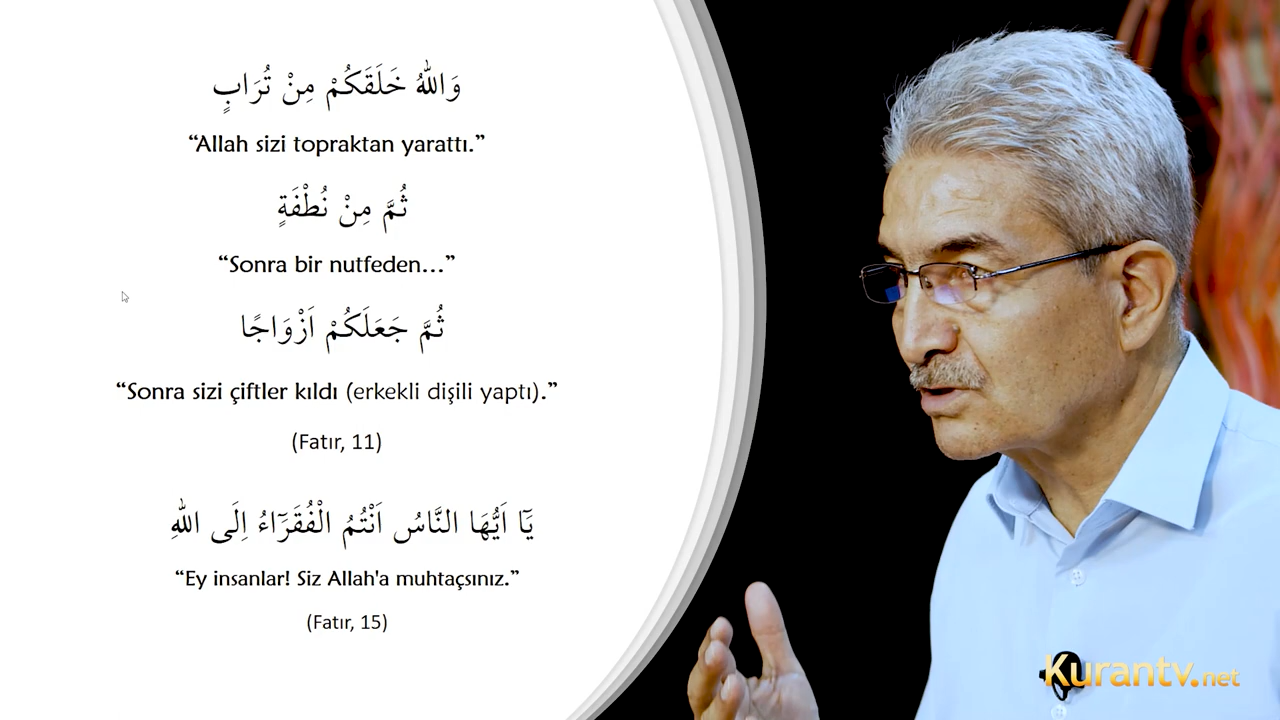 وَاللّٰهُ خَلَقَكُمْ مِنْ تُرَابٍ
“Allah sizi topraktan yarattı.”
ثُمَّ مِنْ نُطْفَةٍ
“Sonra bir nutfeden...”
ثُمَّ جَعَلَكُمْ اَزْوَاجًا
“Sonra sizi çiftler kıldı (erkekli dişili yaptı).”
(Fatır, 11)
يَٓا اَيُّهَا النَّاسُ اَنْتُمُ الْفُقَرَٓاءُ اِلَى اللّٰهِ
“Ey insanlar! Siz Allah'a muhtaçsınız.”
(Fatır, 15)
Kurantv.net